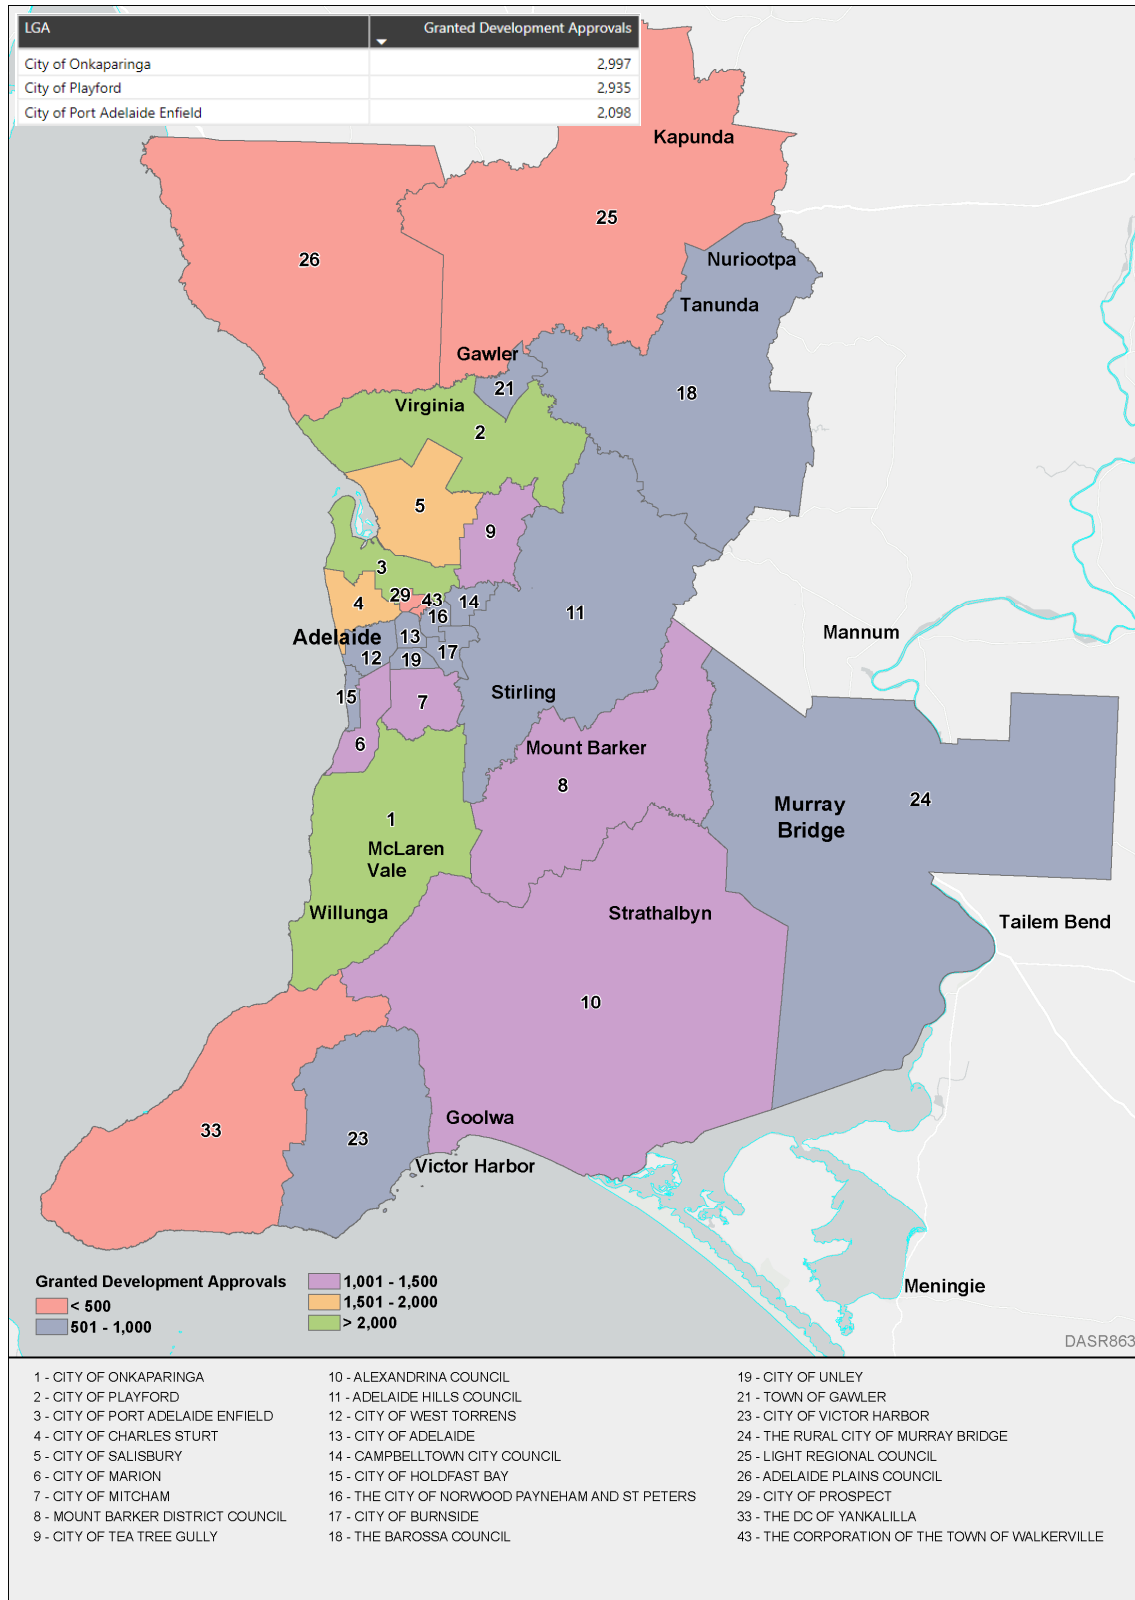 LGA Granted Development Approvals
City of Onkaparinga 2,997
City of Playford 2,935
City of Port Adelaide Enfield 2,098
Kapunda
25
26
Nuriootpa
Tanunda
Gawler
21
18
Virginia
2
5
9
3
29
43
4
14
16
11
Adelaide
13
Mannum
12
19
17
15
7
Stirling
6
Mount Barker
8
24
Murray
Bridge
1
McLaren
Vale
Willunga
Strathalbyn
Tailem Bend
10
Goolwa
33
23
Victor Harbor
Meningie
Granted Development Approvals
< 500
501 - 1,000
1,001 - 1,500
1,501 - 2,000
> 2,000
DASR863
1 - CITY OF ONKAPARINGA
2 - CITY OF PLAYFORD
3 - CITY OF PORT ADELAIDE ENFIELD
4 - CITY OF CHARLES STURT
5 - CITY OF SALISBURY
6 - CITY OF MARION
7 - CITY OF MITCHAM
8 - MOUNT BARKER DISTRICT COUNCIL
9 - CITY OF TEA TREE GULLY
10 - ALEXANDRINA COUNCIL
11 - ADELAIDE HILLS COUNCIL
12 - CITY OF WEST TORRENS
13 - CITY OF ADELAIDE
14 - CAMPBELLTOWN CITY COUNCIL
15 - CITY OF HOLDFAST BAY
16 - THE CITY OF NORWOOD PAYNEHAM AND ST PETERS
17 - CITY OF BURNSIDE
18 - THE BAROSSA COUNCIL
19 - CITY OF UNLEY
21 - TOWN OF GAWLER
23 - CITY OF VICTOR HARBOR
24 - THE RURAL CITY OF MURRAY BRIDGE
25 - LIGHT REGIONAL COUNCIL
26 - ADELAIDE PLAINS COUNCIL
29 - CITY OF PROSPECT
33 - THE DC OF YANKALILLA
43 - THE CORPORATION OF THE TOWN OF WALKERVILLE